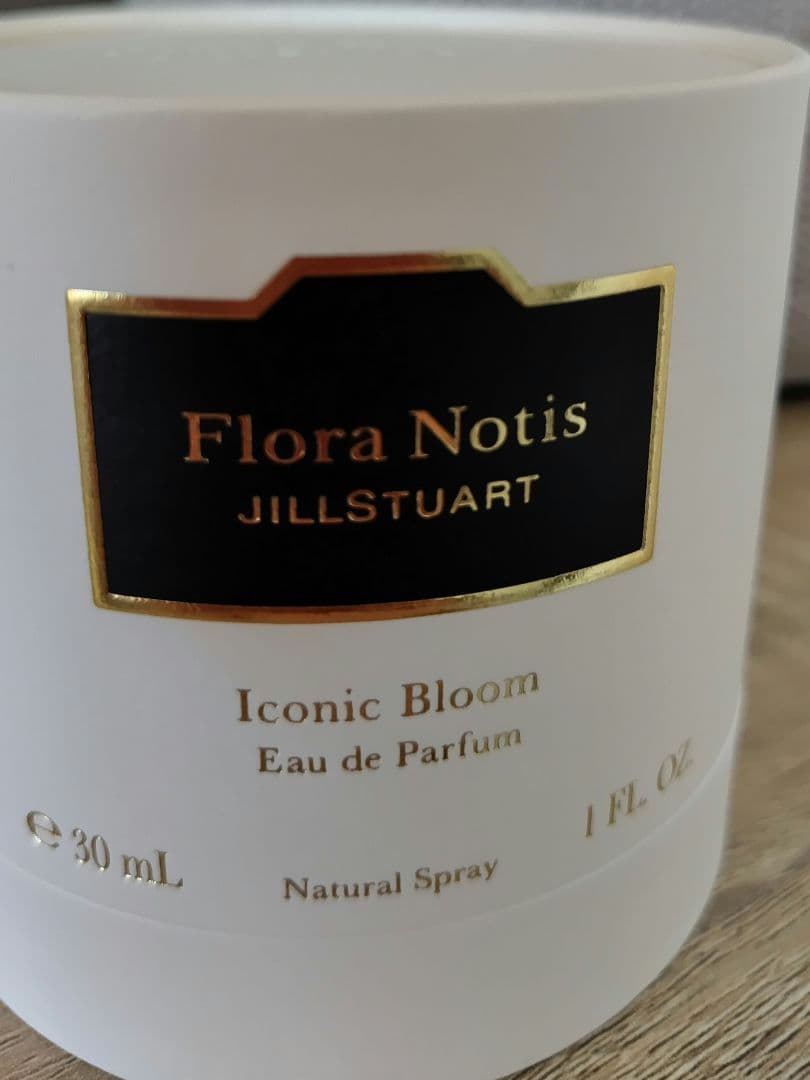 Flora Notis
JILLSTUART
Iconic Bloom
Eau de Parfum
℮ 30 mL
Natural Spray
1 FL. OZ.